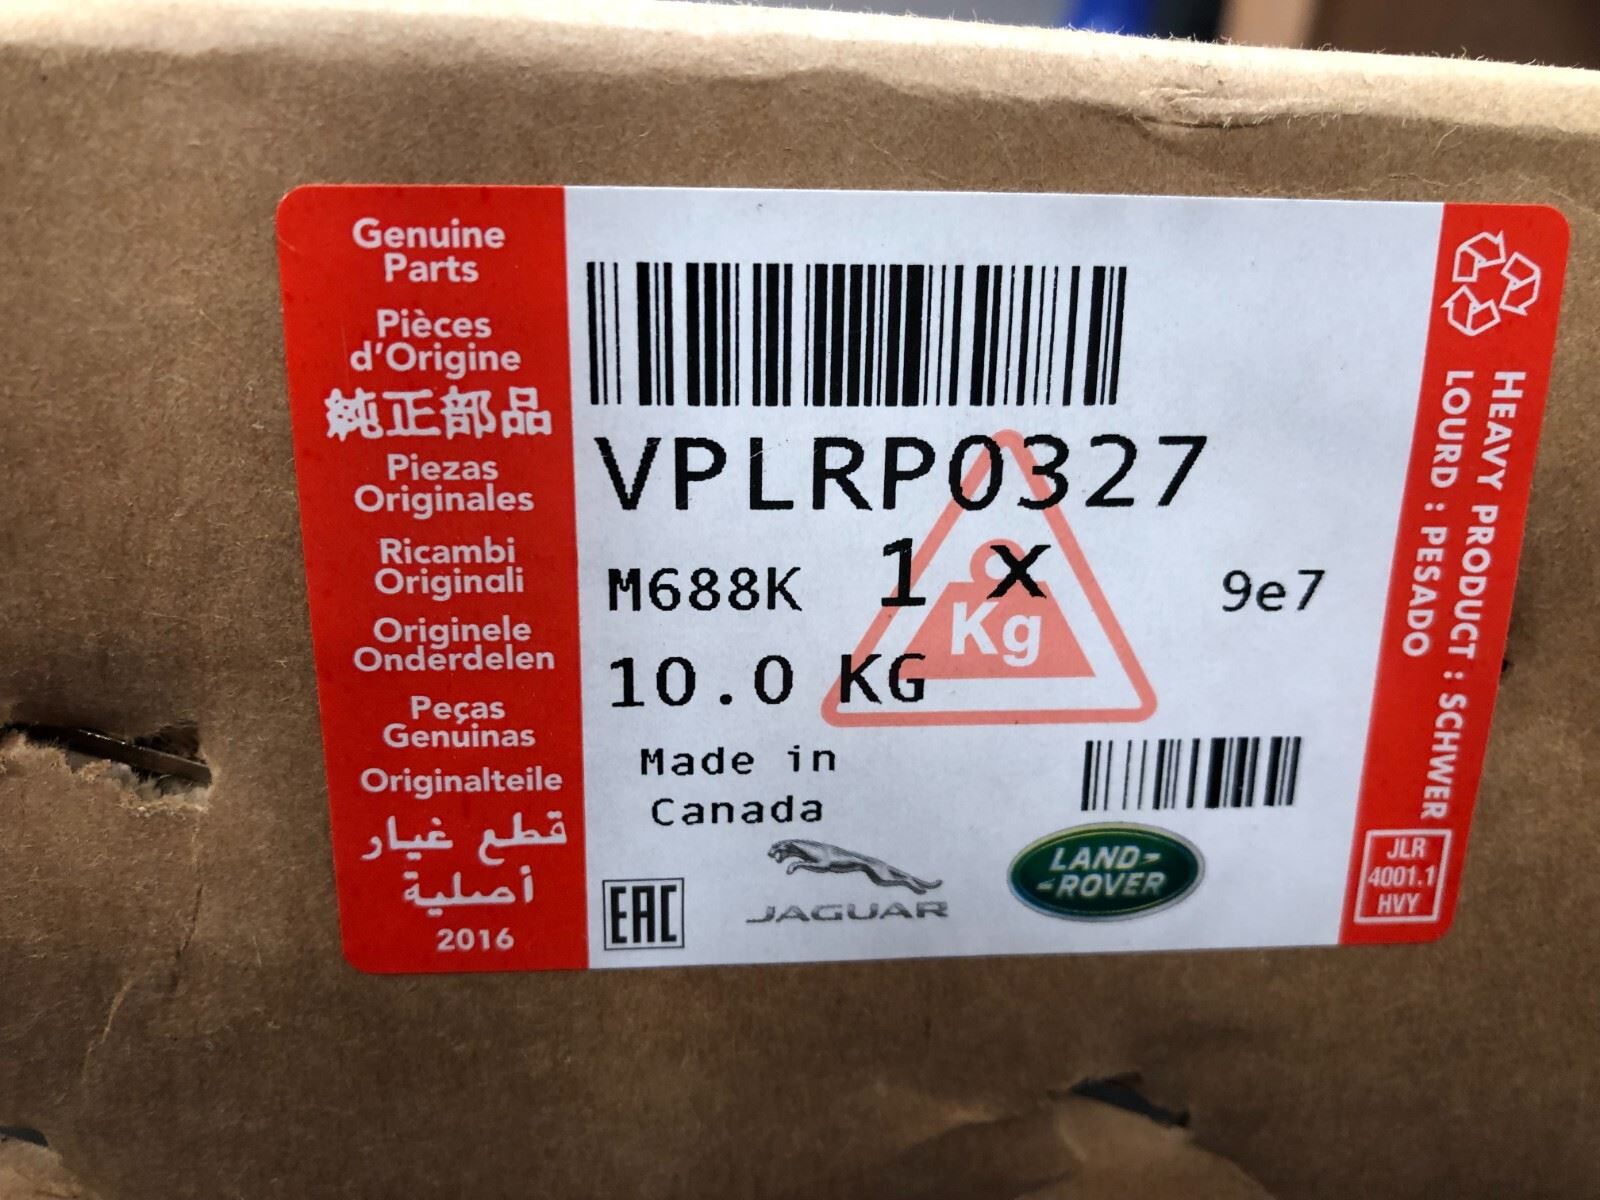 Genuine
Parts
Pièces
d'Origine
純正部品
Piezas
Originales
Ricambi
Originali
Originele
Onderdelen
Peças
Genuinas
Originalteile
قطع غيار
أصلية
2016
VPLRP0327
M688K 1 x 9e7
Kg
10.0 KG
Made in
Canada
EAC
JAGUAR
LAND-
-ROVER
HEAVY PRODUCT : SCHWER
LOURD : PESADO
JLR
4001.1
HVY